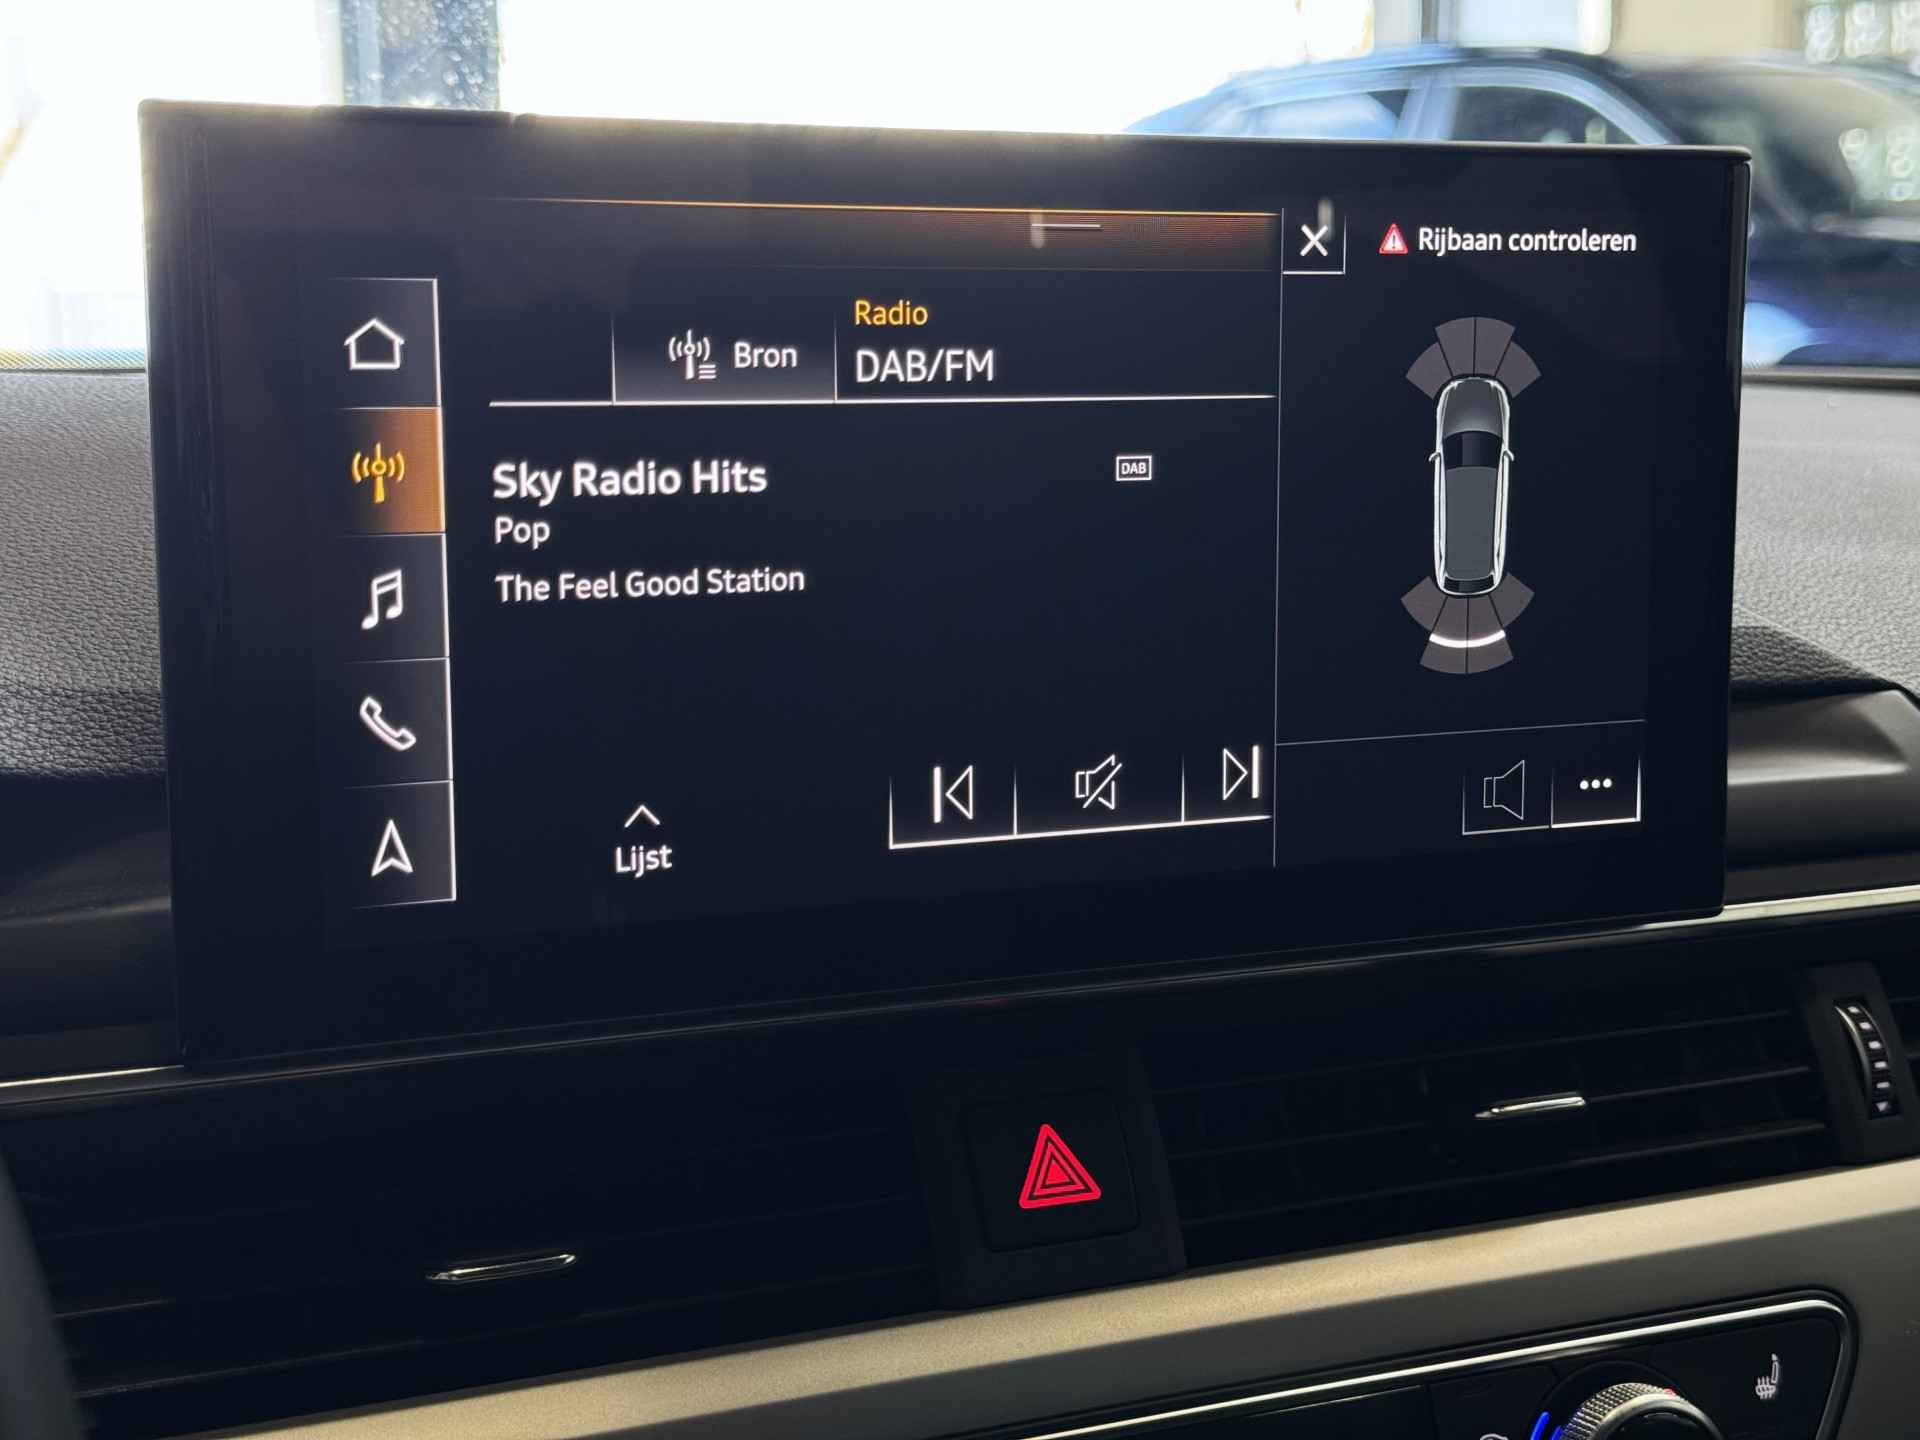 Rijbaan controleren
Radio
Bron
DAB/FM
Sky Radio Hits
DAB
Pop
The Feel Good Station
Lijst